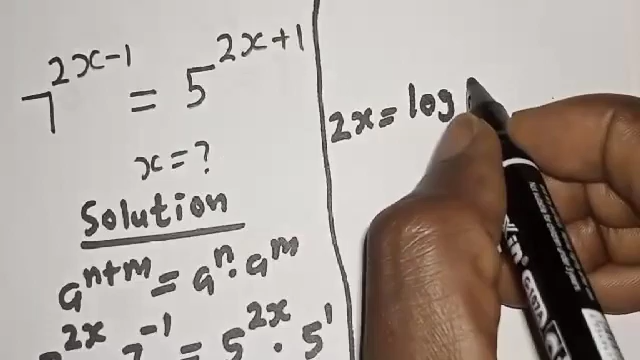 7^{2x-1} = 5^{2x+1}
x = ?
Solution
a^{n+m} = a^n · a^m
7^{2x} · 7^{-1} = 5^{2x} · 5^1
2x = log